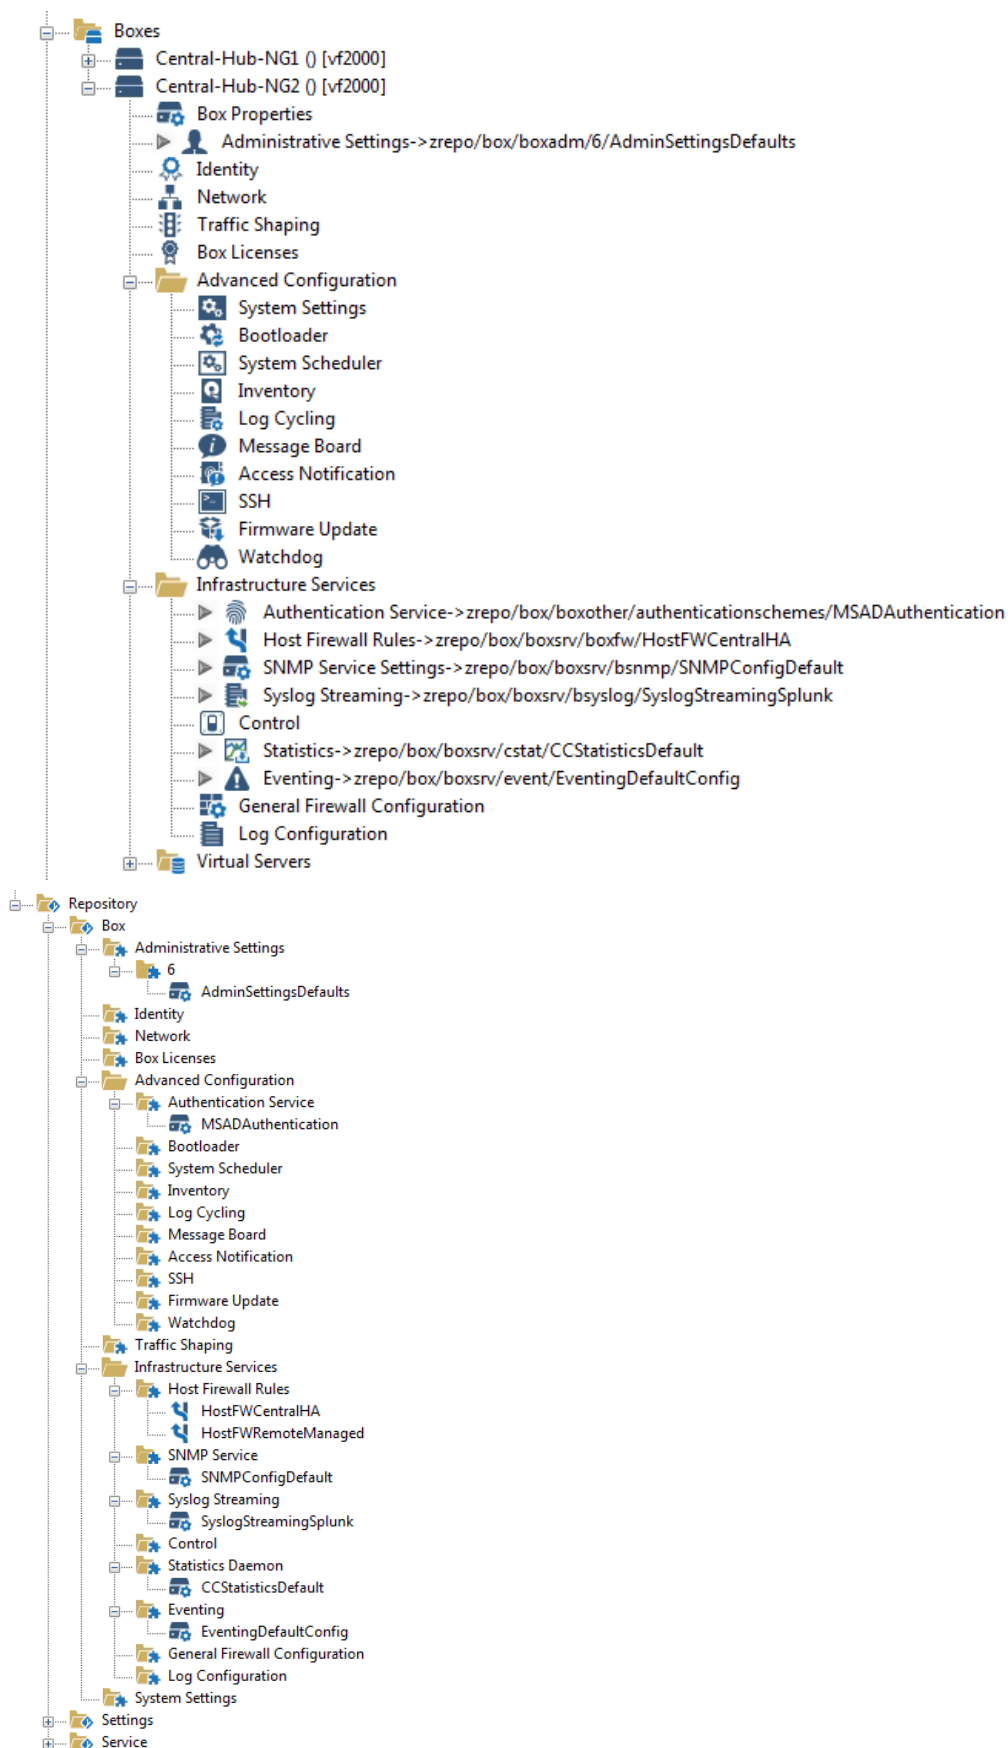 Boxes
Central-Hub-NG1 () [vf2000]
Central-Hub-NG2 () [vf2000]
Box Properties
Administrative Settings->zrepo/box/boxadm/6/AdminSettingsDefaults
Identity
Network
Traffic Shaping
Box Licenses
Advanced Configuration
System Settings
Bootloader
System Scheduler
Inventory
Log Cycling
Message Board
Access Notification
SSH
Firmware Update
Watchdog
Infrastructure Services
Authentication Service->zrepo/box/boxother/authenticationschemes/MSADAuthentication
Host Firewall Rules->zrepo/box/boxsrv/boxfw/HostFWCentralHA
SNMP Service Settings->zrepo/box/boxsrv/bsnmp/SNMPConfigDefault
Syslog Streaming->zrepo/box/boxsrv/bsyslog/SyslogStreamingSplunk
Control
Statistics->zrepo/box/boxsrv/cstat/CCStatisticsDefault
Eventing->zrepo/box/boxsrv/event/EventingDefaultConfig
General Firewall Configuration
Log Configuration
Virtual Servers
Repository
Box
Administrative Settings
6
AdminSettingsDefaults
Identity
Network
Box Licenses
Advanced Configuration
Authentication Service
MSADAuthentication
Bootloader
System Scheduler
Inventory
Log Cycling
Message Board
Access Notification
SSH
Firmware Update
Watchdog
Traffic Shaping
Infrastructure Services
Host Firewall Rules
HostFWCentralHA
HostFWRemoteManaged
SNMP Service
SNMPConfigDefault
Syslog Streaming
SyslogStreamingSplunk
Control
Statistics Daemon
CCStatisticsDefault
Eventing
EventingDefaultConfig
General Firewall Configuration
Log Configuration
System Settings
Settings
Service